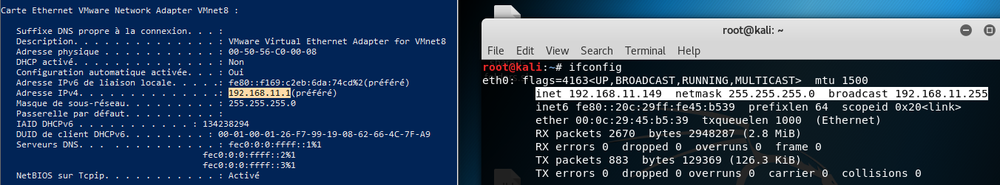 Carte Ethernet VMware Network Adapter VMnet8 :
Suffixe DNS propre à la connexion. . . :
Description. . . . . . . . . . . . . . : VMware Virtual Ethernet Adapter for VMnet8
Adresse physique . . . . . . . . . . . : 00-50-56-C0-00-08
DHCP activé. . . . . . . . . . . . . . : Non
Configuration automatique activée. . . : Oui
Adresse IPv6 de liaison locale. . . . .: fe80::f169:c2eb:6da:74cd%2(préféré)
Adresse IPv4. . . . . . . . . . . . . .: 192.168.11.1(préféré)
Masque de sous-réseau. . . . . . . . . : 255.255.255.0
Passerelle par défaut. . . . . . . . . :
IAID DHCPv6 . . . . . . . . . . . : 134238294
DUID de client DHCPv6. . . . . . . . : 00-01-00-01-26-F7-99-19-08-62-66-4C-7F-A9
Serveurs DNS. . . . . . . . . . . . . : fec0:0:0:ffff::1%1
fec0:0:0:ffff::2%1
fec0:0:0:ffff::3%1
NetBIOS sur Tcpip. . . . . . . . . . . : Activé
root@kali: ~
File Edit View Search Terminal Help
root@kali:~# ifconfig
eth0: flags=4163<UP,BROADCAST,RUNNING,MULTICAST> mtu 1500
inet 192.168.11.149 netmask 255.255.255.0 broadcast 192.168.11.255
inet6 fe80::20c:29ff:fe45:b539 prefixlen 64 scopeid 0x20<link>
ether 00:0c:29:45:b5:39 txqueuelen 1000 (Ethernet)
RX packets 2670 bytes 2948287 (2.8 MiB)
RX errors 0 dropped 0 overruns 0 frame 0
TX packets 883 bytes 129369 (126.3 KiB)
TX errors 0 dropped 0 overruns 0 carrier 0 collisions 0